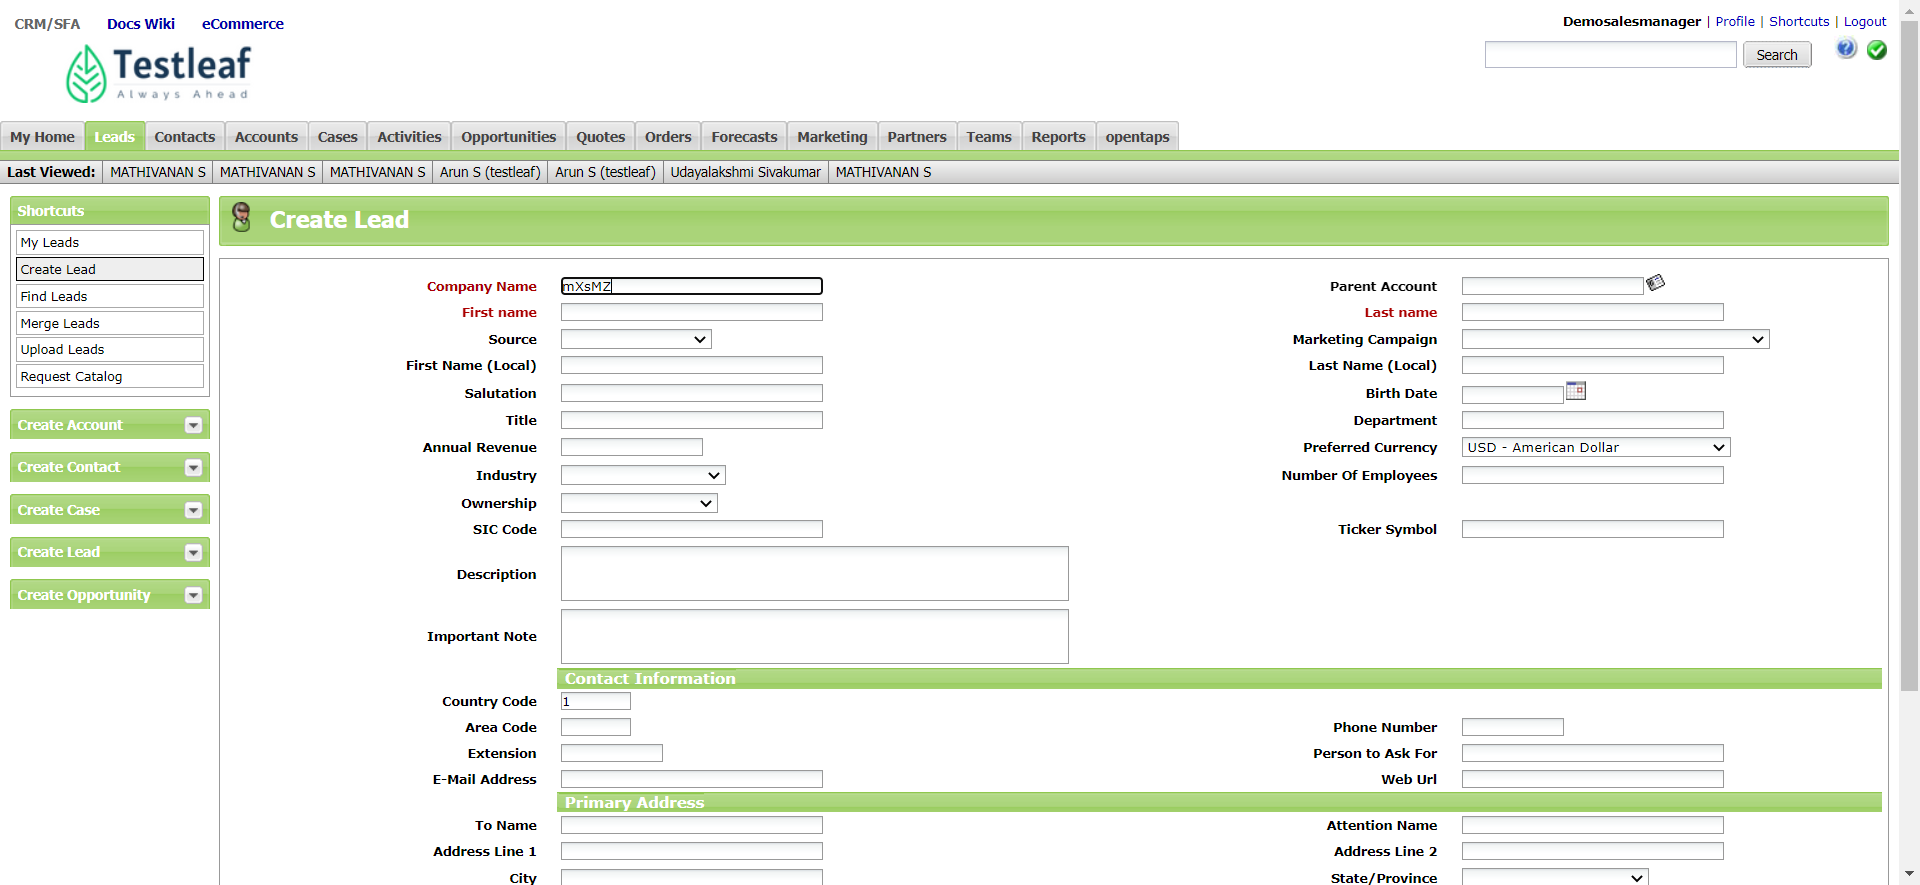 CRM/SFA Docs Wiki eCommerce
Demosalesmanager | Profile | Shortcuts | Logout
Testleaf
Always Ahead
Search
?
My Home Leads Contacts Accounts Cases Activities Opportunities Quotes Orders Forecasts Marketing Partners Teams Reports opentaps
Last Viewed: MATHIVANAN S MATHIVANAN S MATHIVANAN S Arun S (testleaf) Arun S (testleaf) Udayalakshmi Sivakumar MATHIVANAN S
Shortcuts
My Leads
Create Lead
Find Leads
Merge Leads
Upload Leads
Request Catalog
Create Account
Create Contact
Create Case
Create Lead
Create Opportunity
Create Lead
Company Name mXsMZ Parent Account
First name Last name
Source Marketing Campaign
First Name (Local) Last Name (Local)
Salutation Birth Date
Title Department
Annual Revenue Preferred Currency USD - American Dollar
Industry Number Of Employees
Ownership
SIC Code Ticker Symbol
Description
Important Note
Contact Information
Country Code 1
Area Code Phone Number
Extension Person to Ask For
E-Mail Address Web Url
Primary Address
To Name Attention Name
Address Line 1 Address Line 2
City State/Province